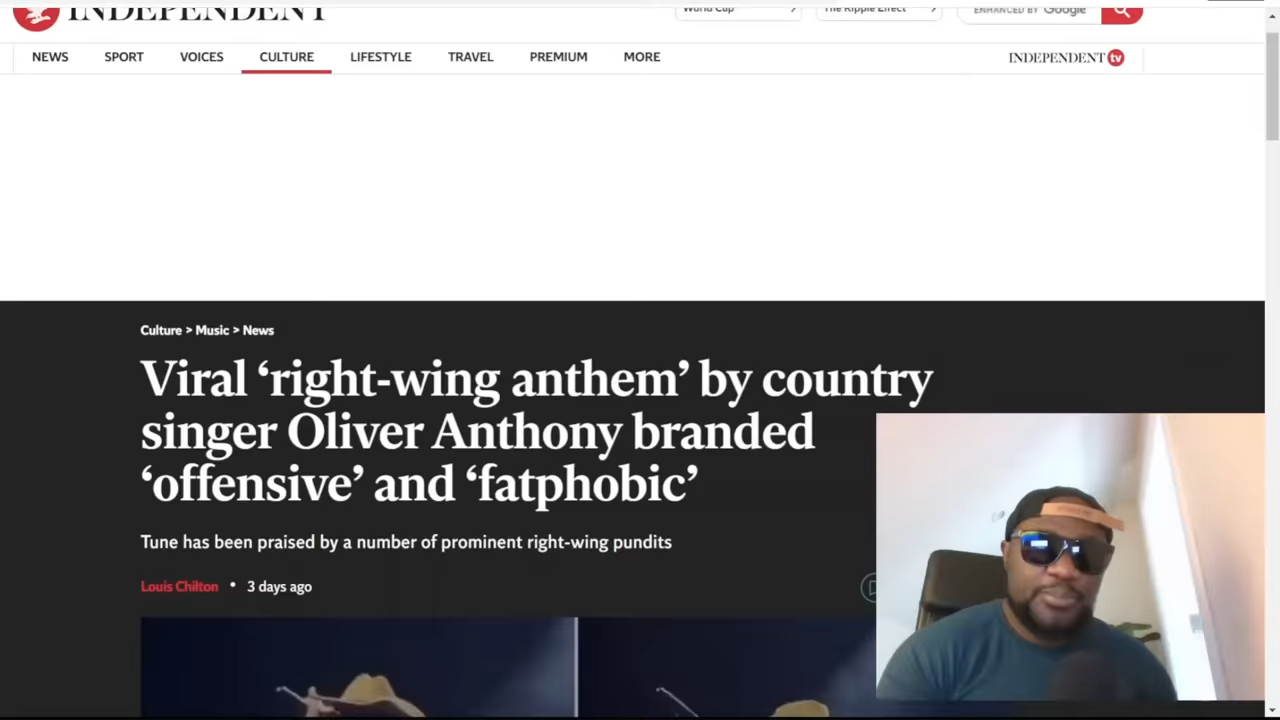 INDEPENDENT
World Cup
The Ripple Effect
ENHANCED BY Google
NEWS
SPORT
VOICES
CULTURE
LIFESTYLE
TRAVEL
PREMIUM
MORE
INDEPENDENT tv
Culture > Music > News
Viral ‘right-wing anthem’ by country
singer Oliver Anthony branded
‘offensive’ and ‘fatphobic’
Tune has been praised by a number of prominent right-wing pundits
Louis Chilton • 3 days ago